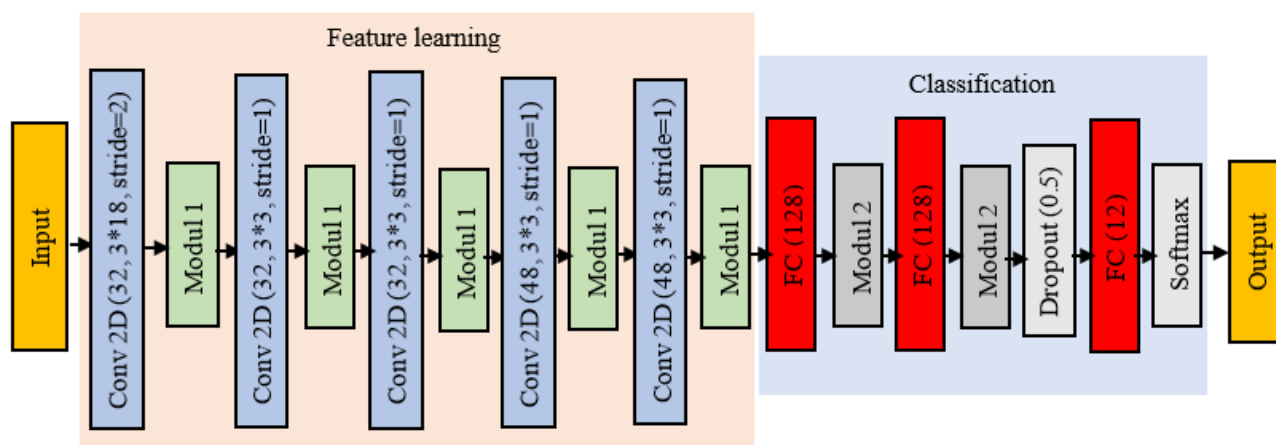 Feature learning
Classification
Input
Conv 2D (32, 3*18, stride=2)
Modul 1
Conv 2D (32, 3*3, stride=1)
Modul 1
Conv 2D (32, 3*3, stride=1)
Modul 1
Conv 2D (48, 3*3, stride=1)
Modul 1
Conv 2D (48, 3*3, stride=1)
Modul 1
FC (128)
Modul 2
FC (128)
Modul 2
Dropout (0.5)
FC (12)
Softmax
Output